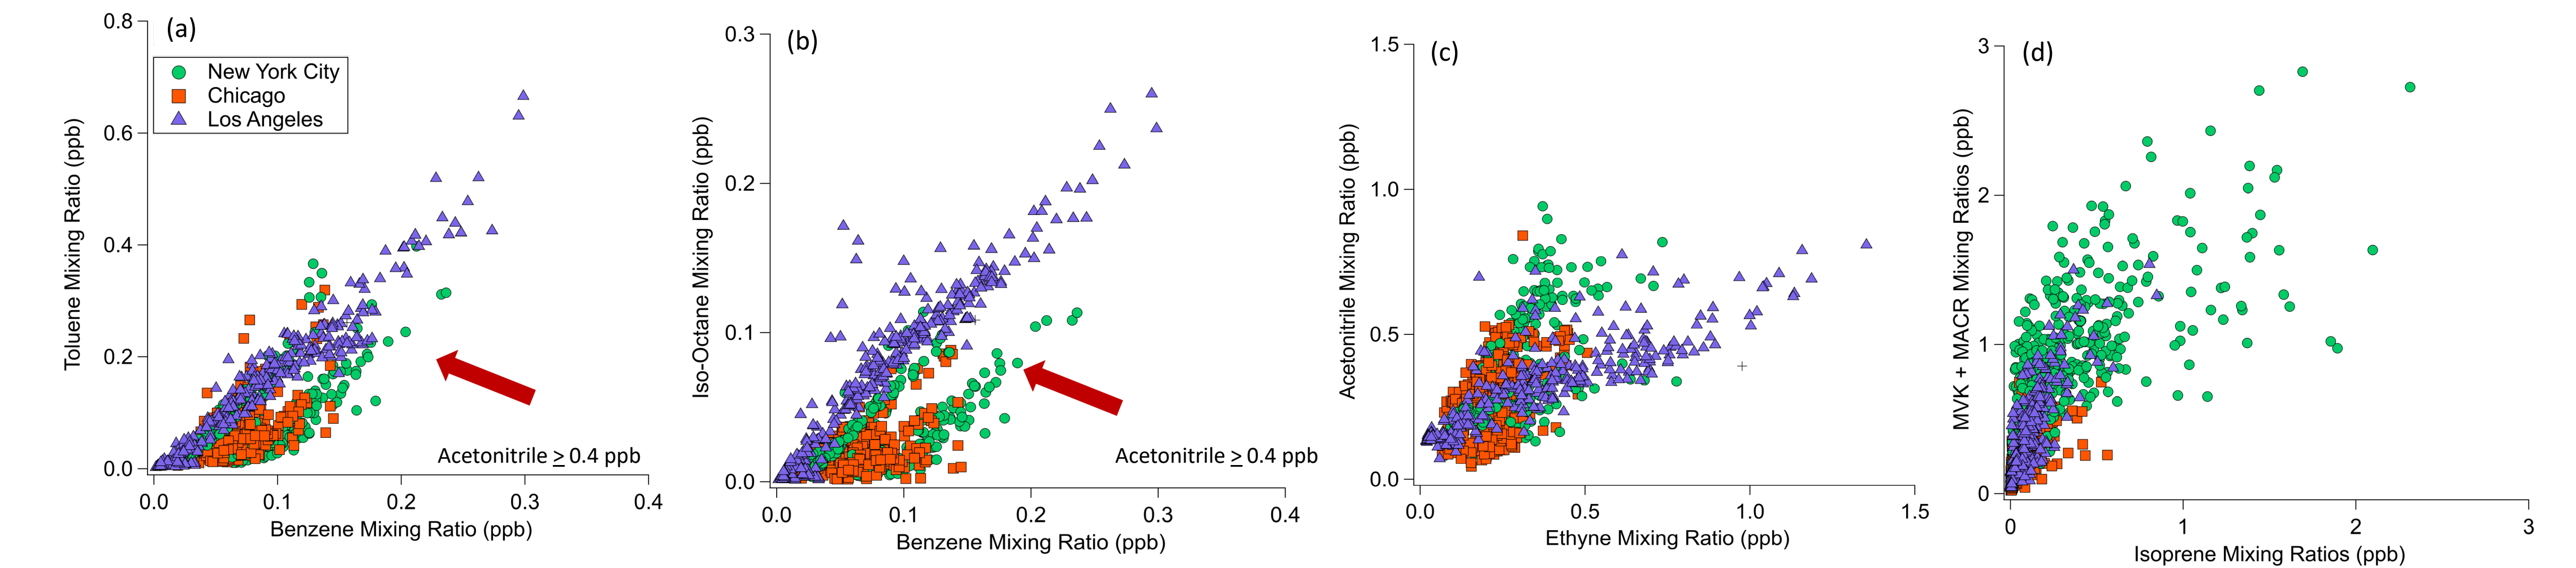 (a)
0.8
0.6
0.4
0.2
0.0
Toluene Mixing Ratio (ppb)
New York City
Chicago
Los Angeles
Acetonitrile ≥ 0.4 ppb
0.0 0.1 0.2 0.3 0.4
Benzene Mixing Ratio (ppb)
(b)
0.3
0.2
0.1
0.0
Iso-Octane Mixing Ratio (ppb)
Acetonitrile ≥ 0.4 ppb
0.0 0.1 0.2 0.3 0.4
Benzene Mixing Ratio (ppb)
(c)
1.5
1.0
0.5
0.0
Acetonitrile Mixing Ratio (ppb)
0.0 0.5 1.0 1.5
Ethyne Mixing Ratio (ppb)
(d)
3
2
1
0
MVK + MACR Mixing Ratios (ppb)
0 1 2 3
Isoprene Mixing Ratios (ppb)